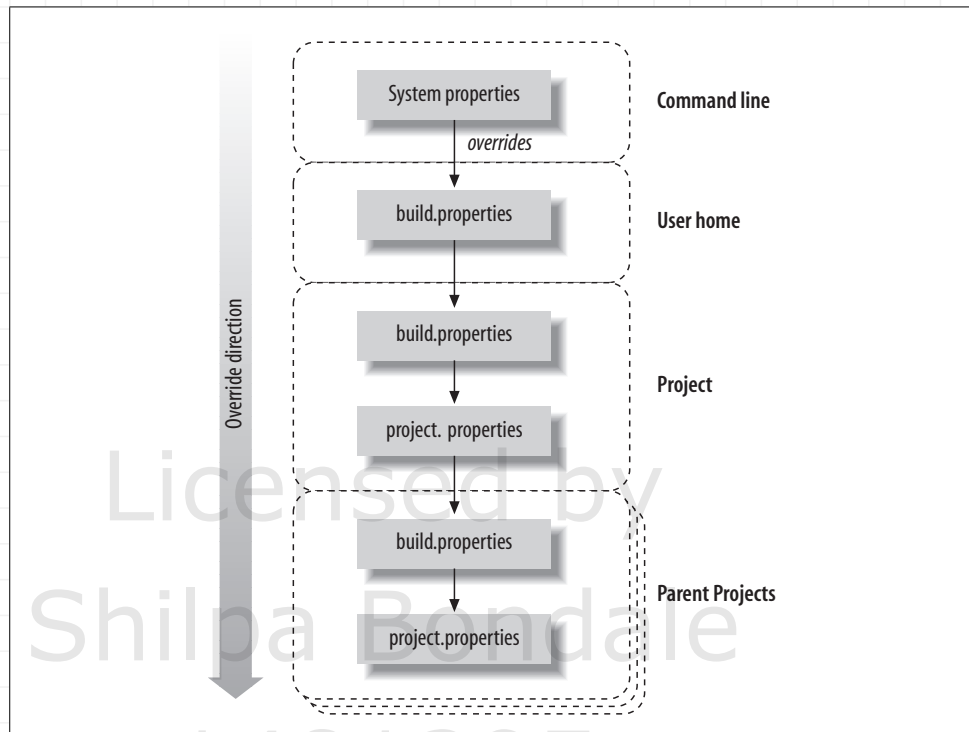 System properties
Command line
overrides
build.properties
User home
Override direction
build.properties
Project
project. properties
Licensed by
build.properties
Parent Projects
Shilpa Bondale
project.properties